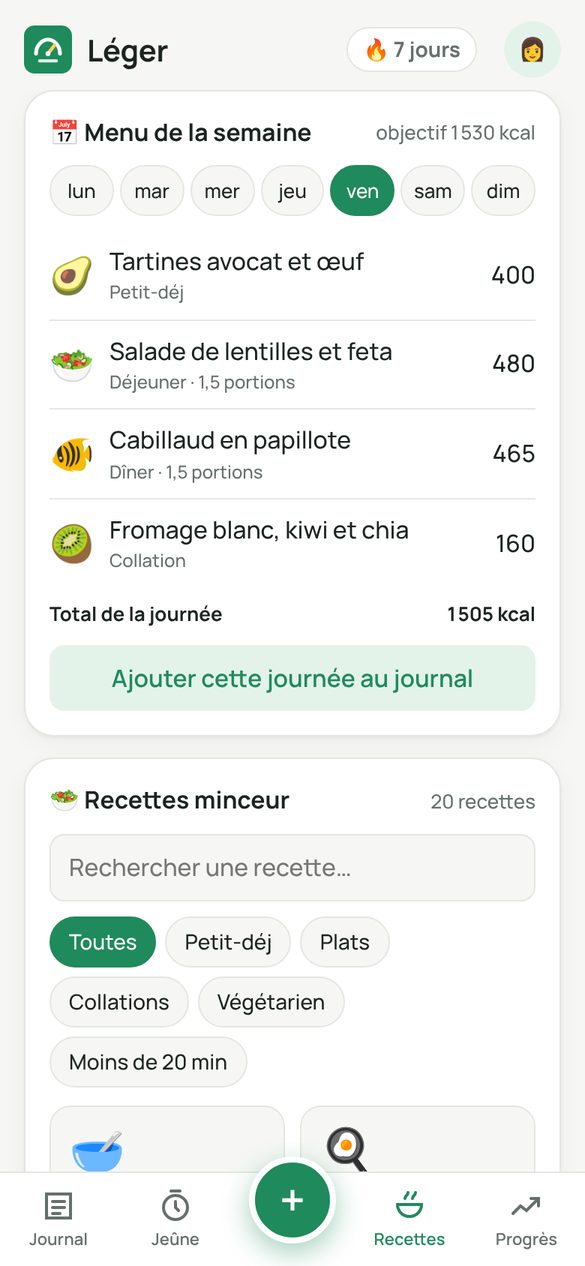 Léger
🔥 7 jours
Menu de la semaine
objectif 1 530 kcal
lun mar mer jeu ven sam dim
Tartines avocat et œuf
400
Petit-déj
Salade de lentilles et feta
480
Déjeuner · 1,5 portions
Cabillaud en papillote
465
Dîner · 1,5 portions
Fromage blanc, kiwi et chia
160
Collation
Total de la journée
1 505 kcal
Ajouter cette journée au journal
Recettes minceur
20 recettes
Rechercher une recette…
Toutes Petit-déj Plats
Collations Végétarien
Moins de 20 min
+
Journal Jeûne Recettes Progrès